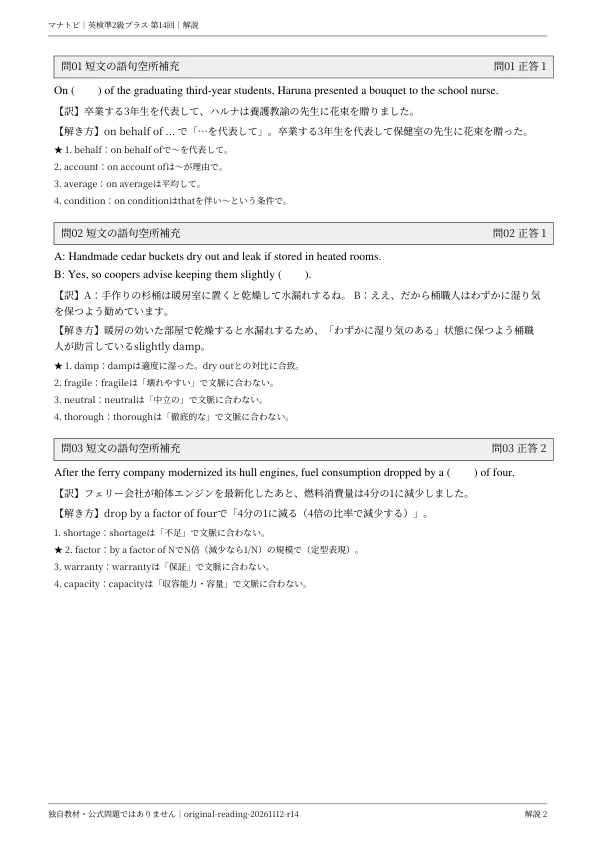 マナトビ｜英検準2級プラス 第14回｜解説
問01 短文の語句空所補充 問01 正答 1
On (　　) of the graduating third-year students, Haruna presented a bouquet to the school nurse.
【訳】卒業する3年生を代表して、ハルナは養護教諭の先生に花束を贈りました。
【解き方】on behalf of … で「…を代表して」。卒業する3年生を代表して保健室の先生に花束を贈った。
★ 1. behalf：on behalf ofで～を代表して。
2. account：on account ofは～が理由で。
3. average：on averageは平均して。
4. condition：on conditionはthatを伴い～という条件で。
問02 短文の語句空所補充 問02 正答 1
A: Handmade cedar buckets dry out and leak if stored in heated rooms.
B: Yes, so coopers advise keeping them slightly (　　).
【訳】A：手作りの杉桶は暖房室に置くと乾燥して水漏れするね。 B：ええ、だから桶職人はわずかに湿り気
を保つよう勧めています。
【解き方】暖房の効いた部屋で乾燥すると水漏れするため、「わずかに湿り気のある」状態に保つよう桶職
人が助言しているslightly damp。
★ 1. damp：dampは適度に湿った。dry outとの対比に合致。
2. fragile：fragileは「壊れやすい」で文脈に合わない。
3. neutral：neutralは「中立の」で文脈に合わない。
4. thorough：thoroughは「徹底的な」で文脈に合わない。
問03 短文の語句空所補充 問03 正答 2
After the ferry company modernized its hull engines, fuel consumption dropped by a (　　) of four.
【訳】フェリー会社が船体エンジンを最新化したあと、燃料消費量は4分の1に減少しました。
【解き方】drop by a factor of fourで「4分の1に減る（4倍の比率で減少する）」。
1. shortage：shortageは「不足」で文脈に合わない。
★ 2. factor：by a factor of NでN倍（減少なら1/N）の規模で（定型表現）。
3. warranty：warrantyは「保証」で文脈に合わない。
4. capacity：capacityは「収容能力・容量」で文脈に合わない。
独自教材・公式問題ではありません｜original-reading-20261112-r14 解説 2